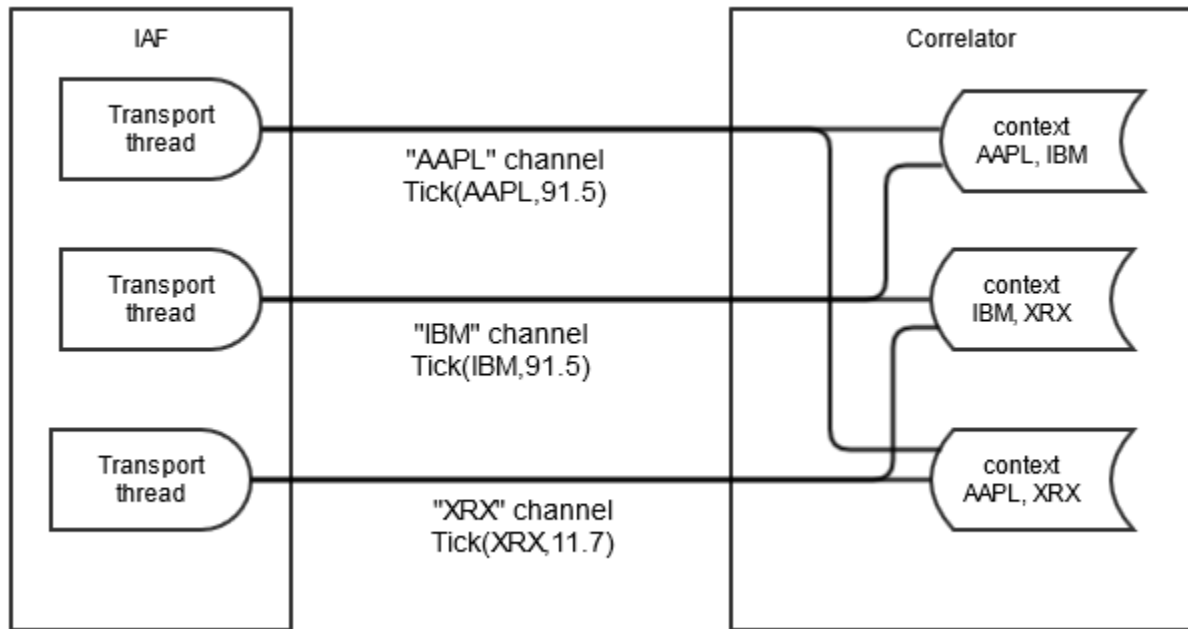 IAF
Correlator
Transport
thread
"AAPL" channel
Tick(AAPL,91.5)
context
AAPL, IBM
Transport
thread
"IBM" channel
Tick(IBM,91.5)
context
IBM, XRX
Transport
thread
"XRX" channel
Tick(XRX,11.7)
context
AAPL, XRX